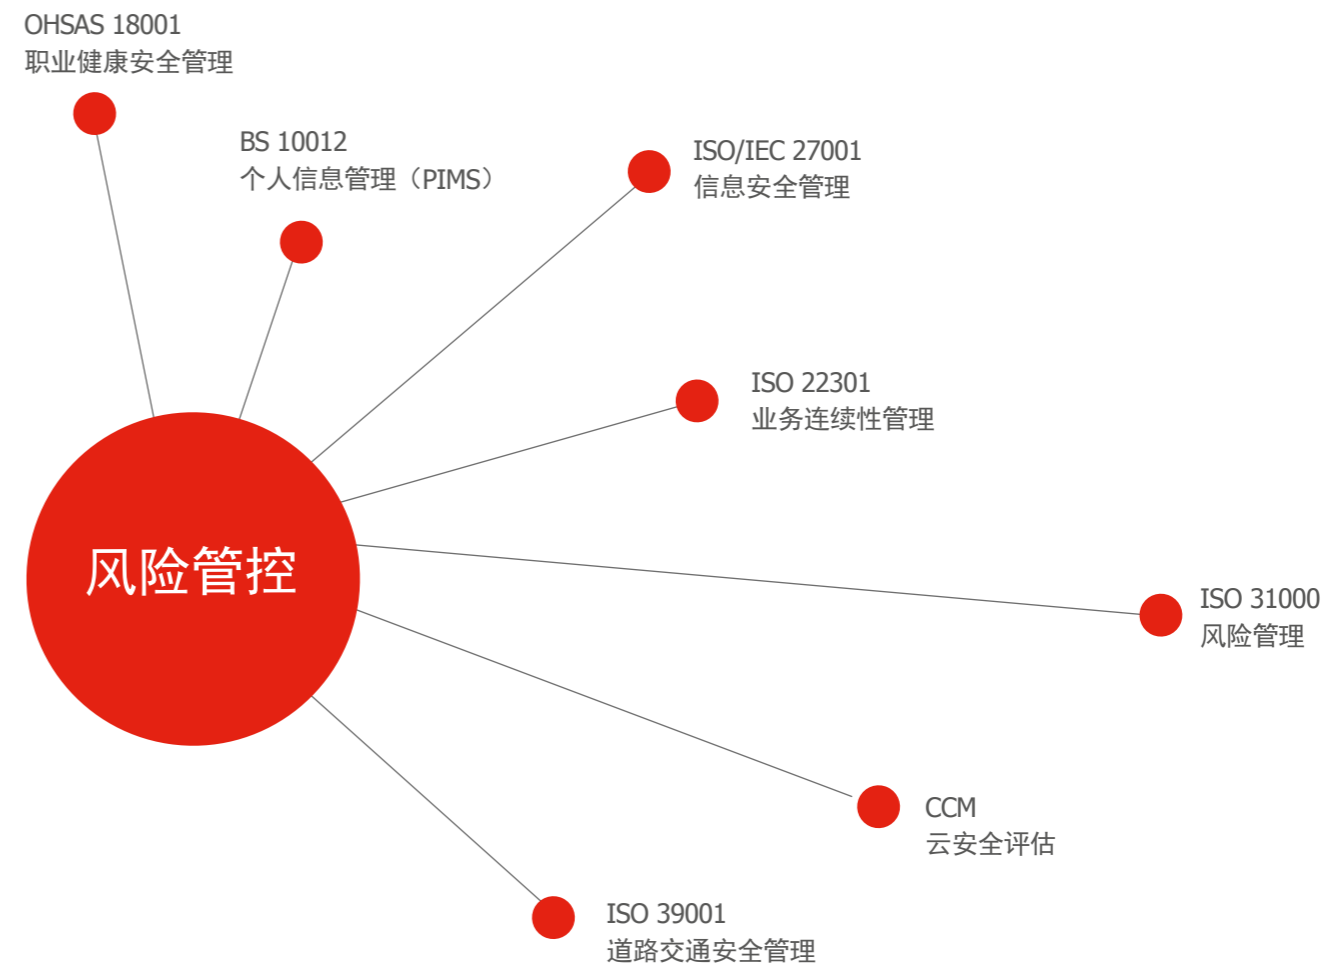 OHSAS 18001
职业健康安全管理
BS 10012
个人信息管理（PIMS）
ISO/IEC 27001
信息安全管理
ISO 22301
业务连续性管理
风险管控
ISO 31000
风险管理
CCM
云安全评估
ISO 39001
道路交通安全管理